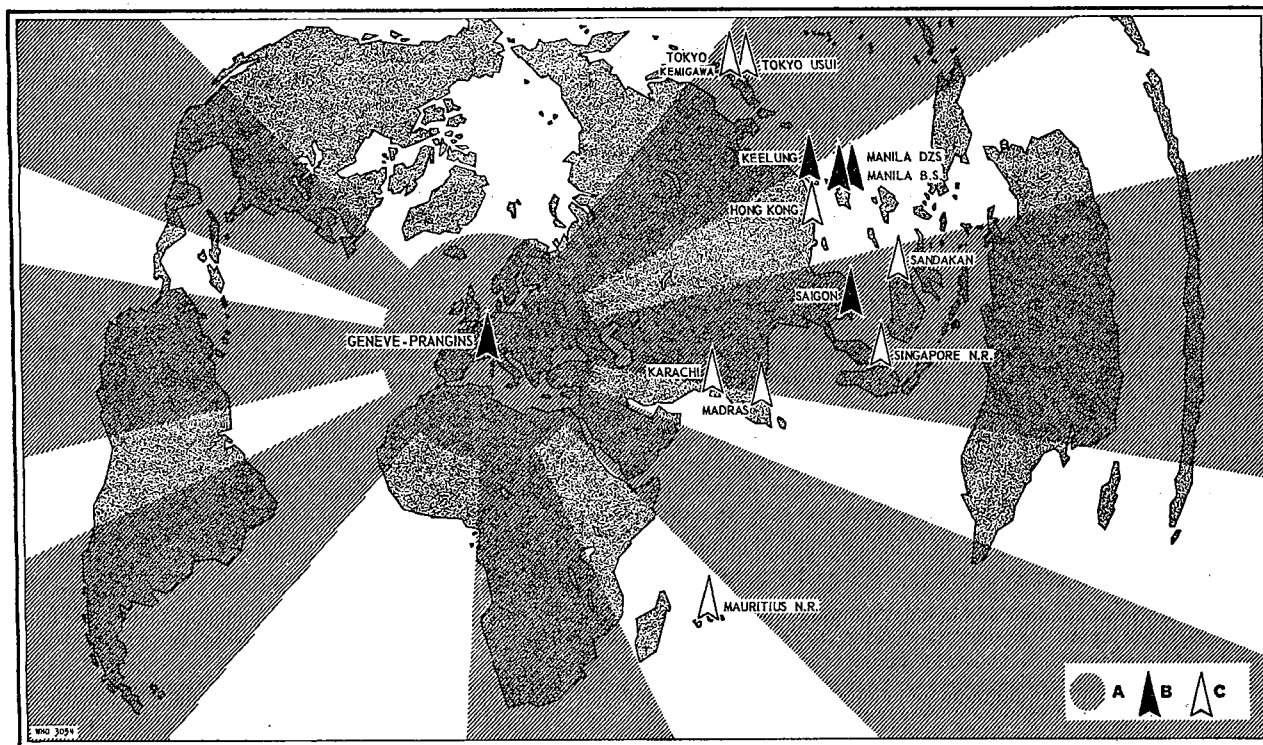 TOKYO
KEMIGAWA
TOKYO USUI
KEELUNG
MANILA DZS
MANILA B.S.
HONG KONG
SANDAKAN
SAIGON
GENEVE-PRANGINS
SINGAPORE N.R.
KARACHI
MADRAS
MAURITIUS N.R.
A B C
WHO 3054